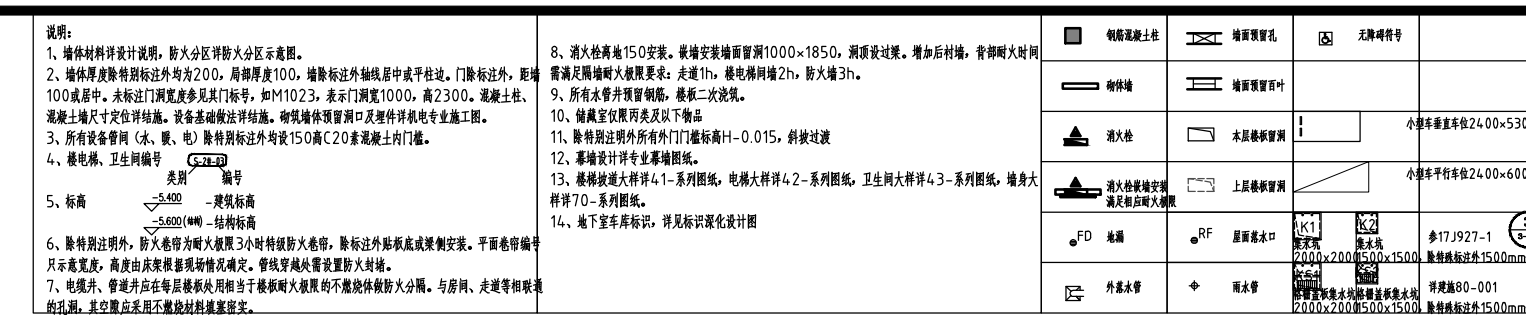 说明:
1、墙体材料详设计说明，防火分区详防火分区示意图。
2、墙体厚度除特别标注外均为200，局部厚度100，墙除标注外轴线居中或平柱边。门除标注外，距墙
100或居中。未标注门洞宽度参见其门标号，如M1023，表示门洞宽1000，高2300。混凝土柱、
混凝土墙尺寸定位详结施。设备基础做法详结施。砌筑墙体预留洞口及埋件详机电专业施工图。
3、所有设备管间（水、暖、电）除特别标注外均设150高C20素混凝土内门槛。
4、楼电梯、卫生间编号 S-2#-03
类别 编号
5、标高 -5.400 -建筑标高
-5.600(结构) -结构标高
6、除特别注明外，防火卷帘为耐火极限3小时特级防火卷帘，除标注外贴板底或梁侧安装。平面卷帘编号
只示意宽度，高度由床架根据现场情况确定。管线穿越处需设置防火封堵。
7、电缆井、管道井应在每层楼板处用相当于楼板耐火极限的不燃烧体做防火分隔。与房间、走道等相联通
的孔洞，其空隙应采用不燃烧材料填塞密实。
8、消火栓离地150安装。嵌墙安装墙面留洞1000×1850，洞顶设过梁。增加后衬墙，背部耐火时间
需满足隔墙耐火极限要求：走道1h，楼电梯间墙2h，防火墙3h。
9、所有水管井预留钢筋，楼板二次浇筑。
10、储藏室仅限丙类及以下物品
11、除特别注明外所有外门门槛标高H-0.015，斜坡过渡
12、幕墙设计详专业幕墙图纸。
13、楼梯坡道大样详41-系列图纸，电梯大样详42-系列图纸，卫生间大样详43-系列图纸，墙身大
样详70-系列图纸。
14、地下室车库标识，详见标识深化设计图
钢筋混凝土柱 墙面预留孔 无障碍符号
砌体墙 墙面预留百叶
消火栓 本层楼板留洞 小型车垂直车位2400×530
消火栓嵌墙安装
满足相应耐火极限 上层楼板留洞 小型车平行车位2400×600
FD 地漏 RF 屋面落水口 K1 集水坑 2000x2000 K2 集水坑 1500x1500, 参17J927-1
除特殊标注外1500mm
外落水管 雨水管 格栅盖板集水坑 2000x2000 格栅盖板集水坑 1500x1500, 详建施80-001
除特殊标注外1500mm